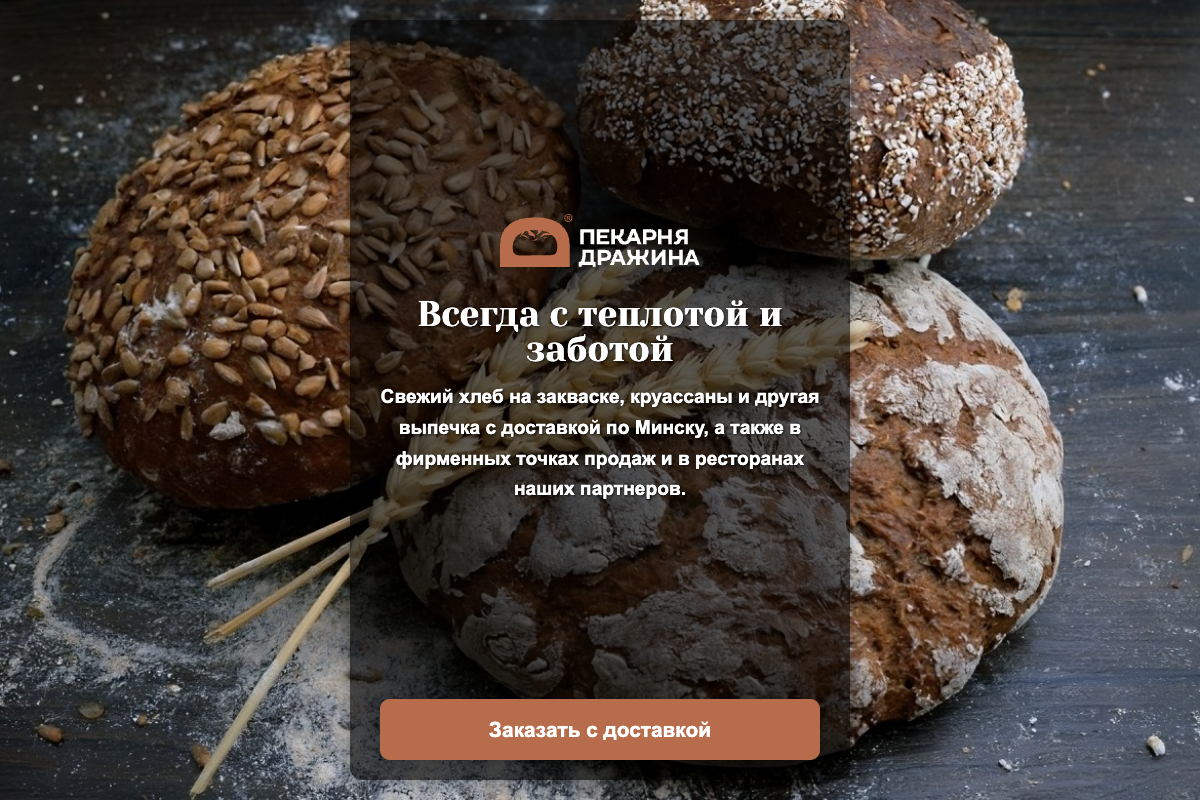 ®
ПЕКАРНЯ
ДРАЖИНА
Всегда с теплотой и
заботой
Свежий хлеб на закваске, круассаны и другая
выпечка с доставкой по Минску, а также в
фирменных точках продаж и в ресторанах
наших партнеров.
Заказать с доставкой